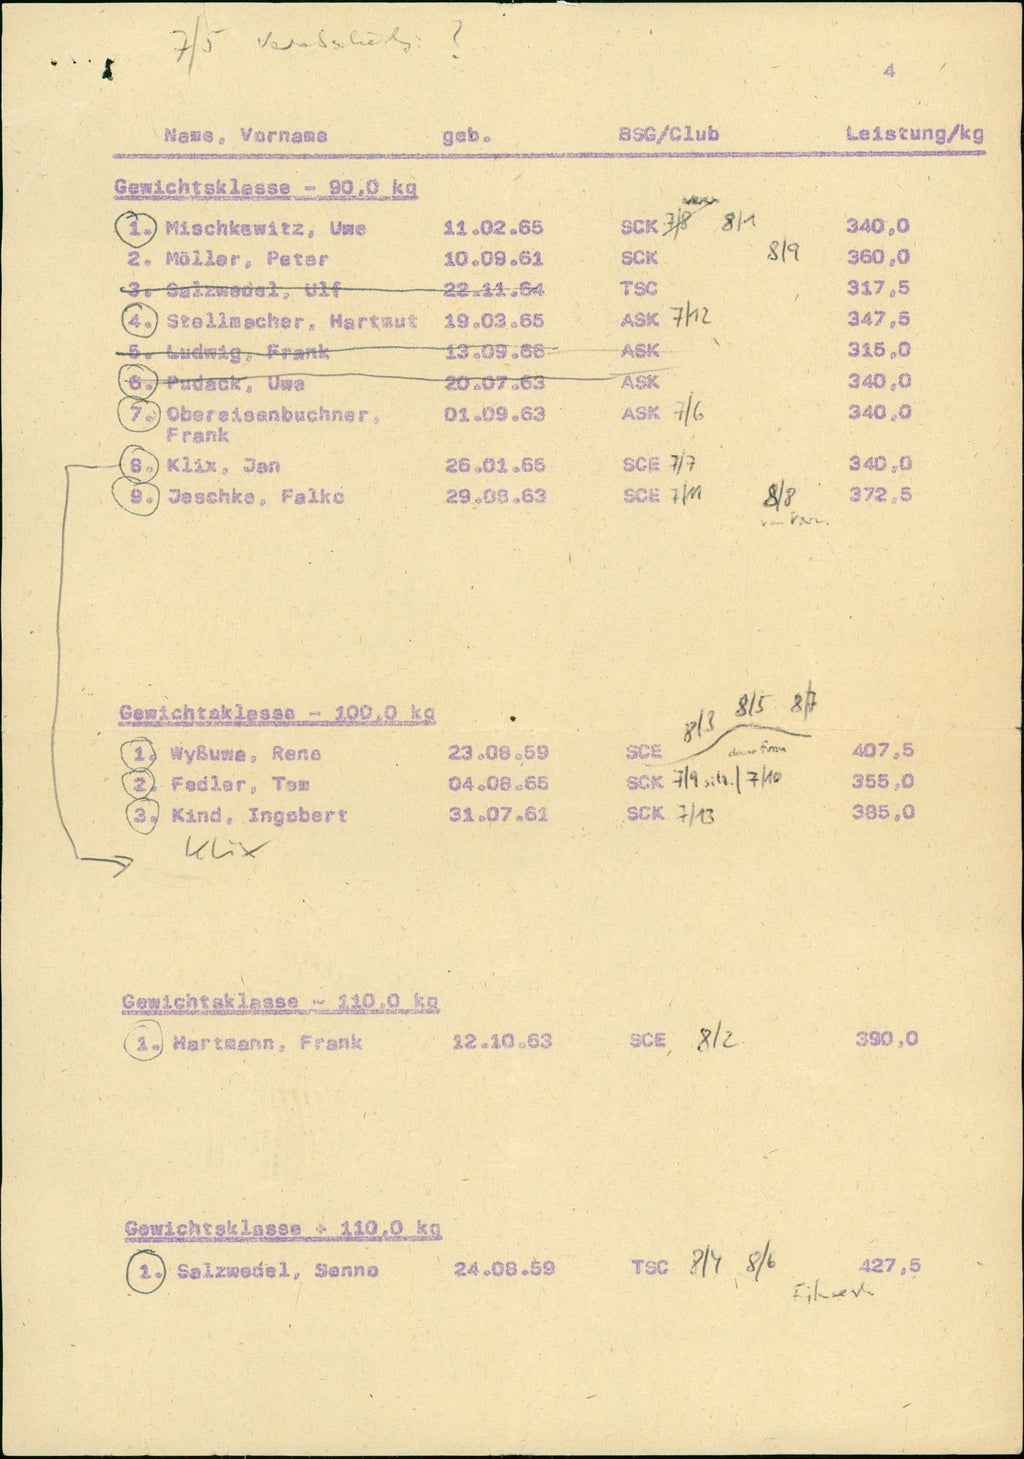 7/5 ?
4
Name, Vorname geb. BSG/Club Leistung/kg
Gewichtsklasse - 90,0 kg
1. Mischkewitz, Uwe 11.02.65 SCK 7/8 8/1 340,0
2. Möller, Peter 10.09.61 SCK 8/9 360,0
3. Salzwedel, Ulf 22.11.64 TSC 317,5
4. Stellmacher, Hartmut 19.03.65 ASK 7/12 347,5
5. Ludwig, Frank 13.09.66 ASK 315,0
6. Pudack, Uwe 20.07.63 ASK 340,0
7. Obereisenbuchner, 01.09.63 ASK 7/6 340,0
Frank
8. Klix, Jan 26.01.65 SCE 7/7 340,0
9. Jeschke, Falko 29.08.63 SCE 7/11 8/8 372,5
Gewichtsklasse - 100,0 kg 8/3 8/5 8/7
1. Wyßuwa, Rene 23.08.59 SCE 407,5
2. Fedler, Tom 04.08.65 SCK 7/9 7/10 355,0
3. Kind, Ingobert 31.07.61 SCK 7/13 385,0
Klix
Gewichtsklasse - 110,0 kg
1. Hartmann, Frank 12.10.63 SCE 8/2 390,0
Gewichtsklasse + 110,0 kg
1. Salzwedel, Senno 24.08.59 TSC 8/4 8/6 427,5